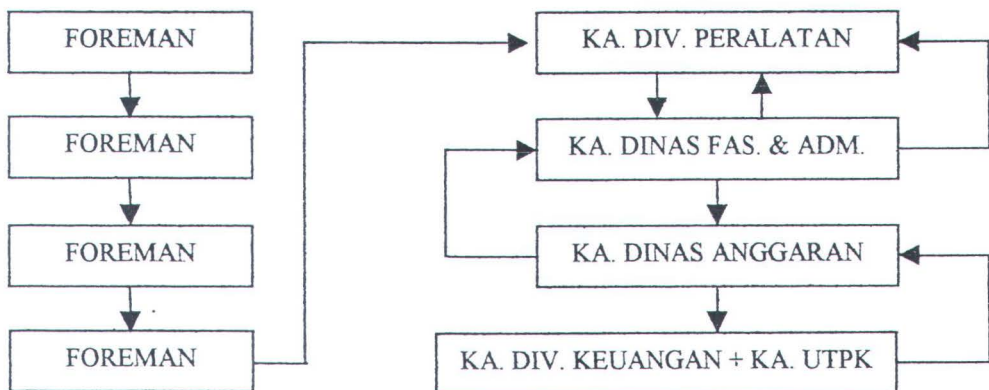 FOREMAN
FOREMAN
FOREMAN
FOREMAN
KA. DIV. PERALATAN
KA. DINAS FAS. & ADM.
KA. DINAS ANGGARAN
KA. DIV. KEUANGAN + KA. UTPK